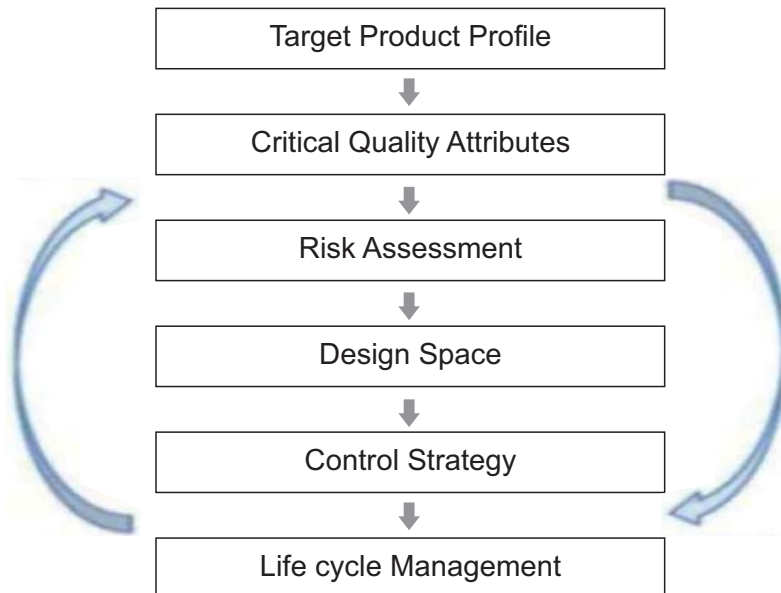 Target Product Profile
Critical Quality Attributes
Risk Assessment
Design Space
Control Strategy
Life cycle Management